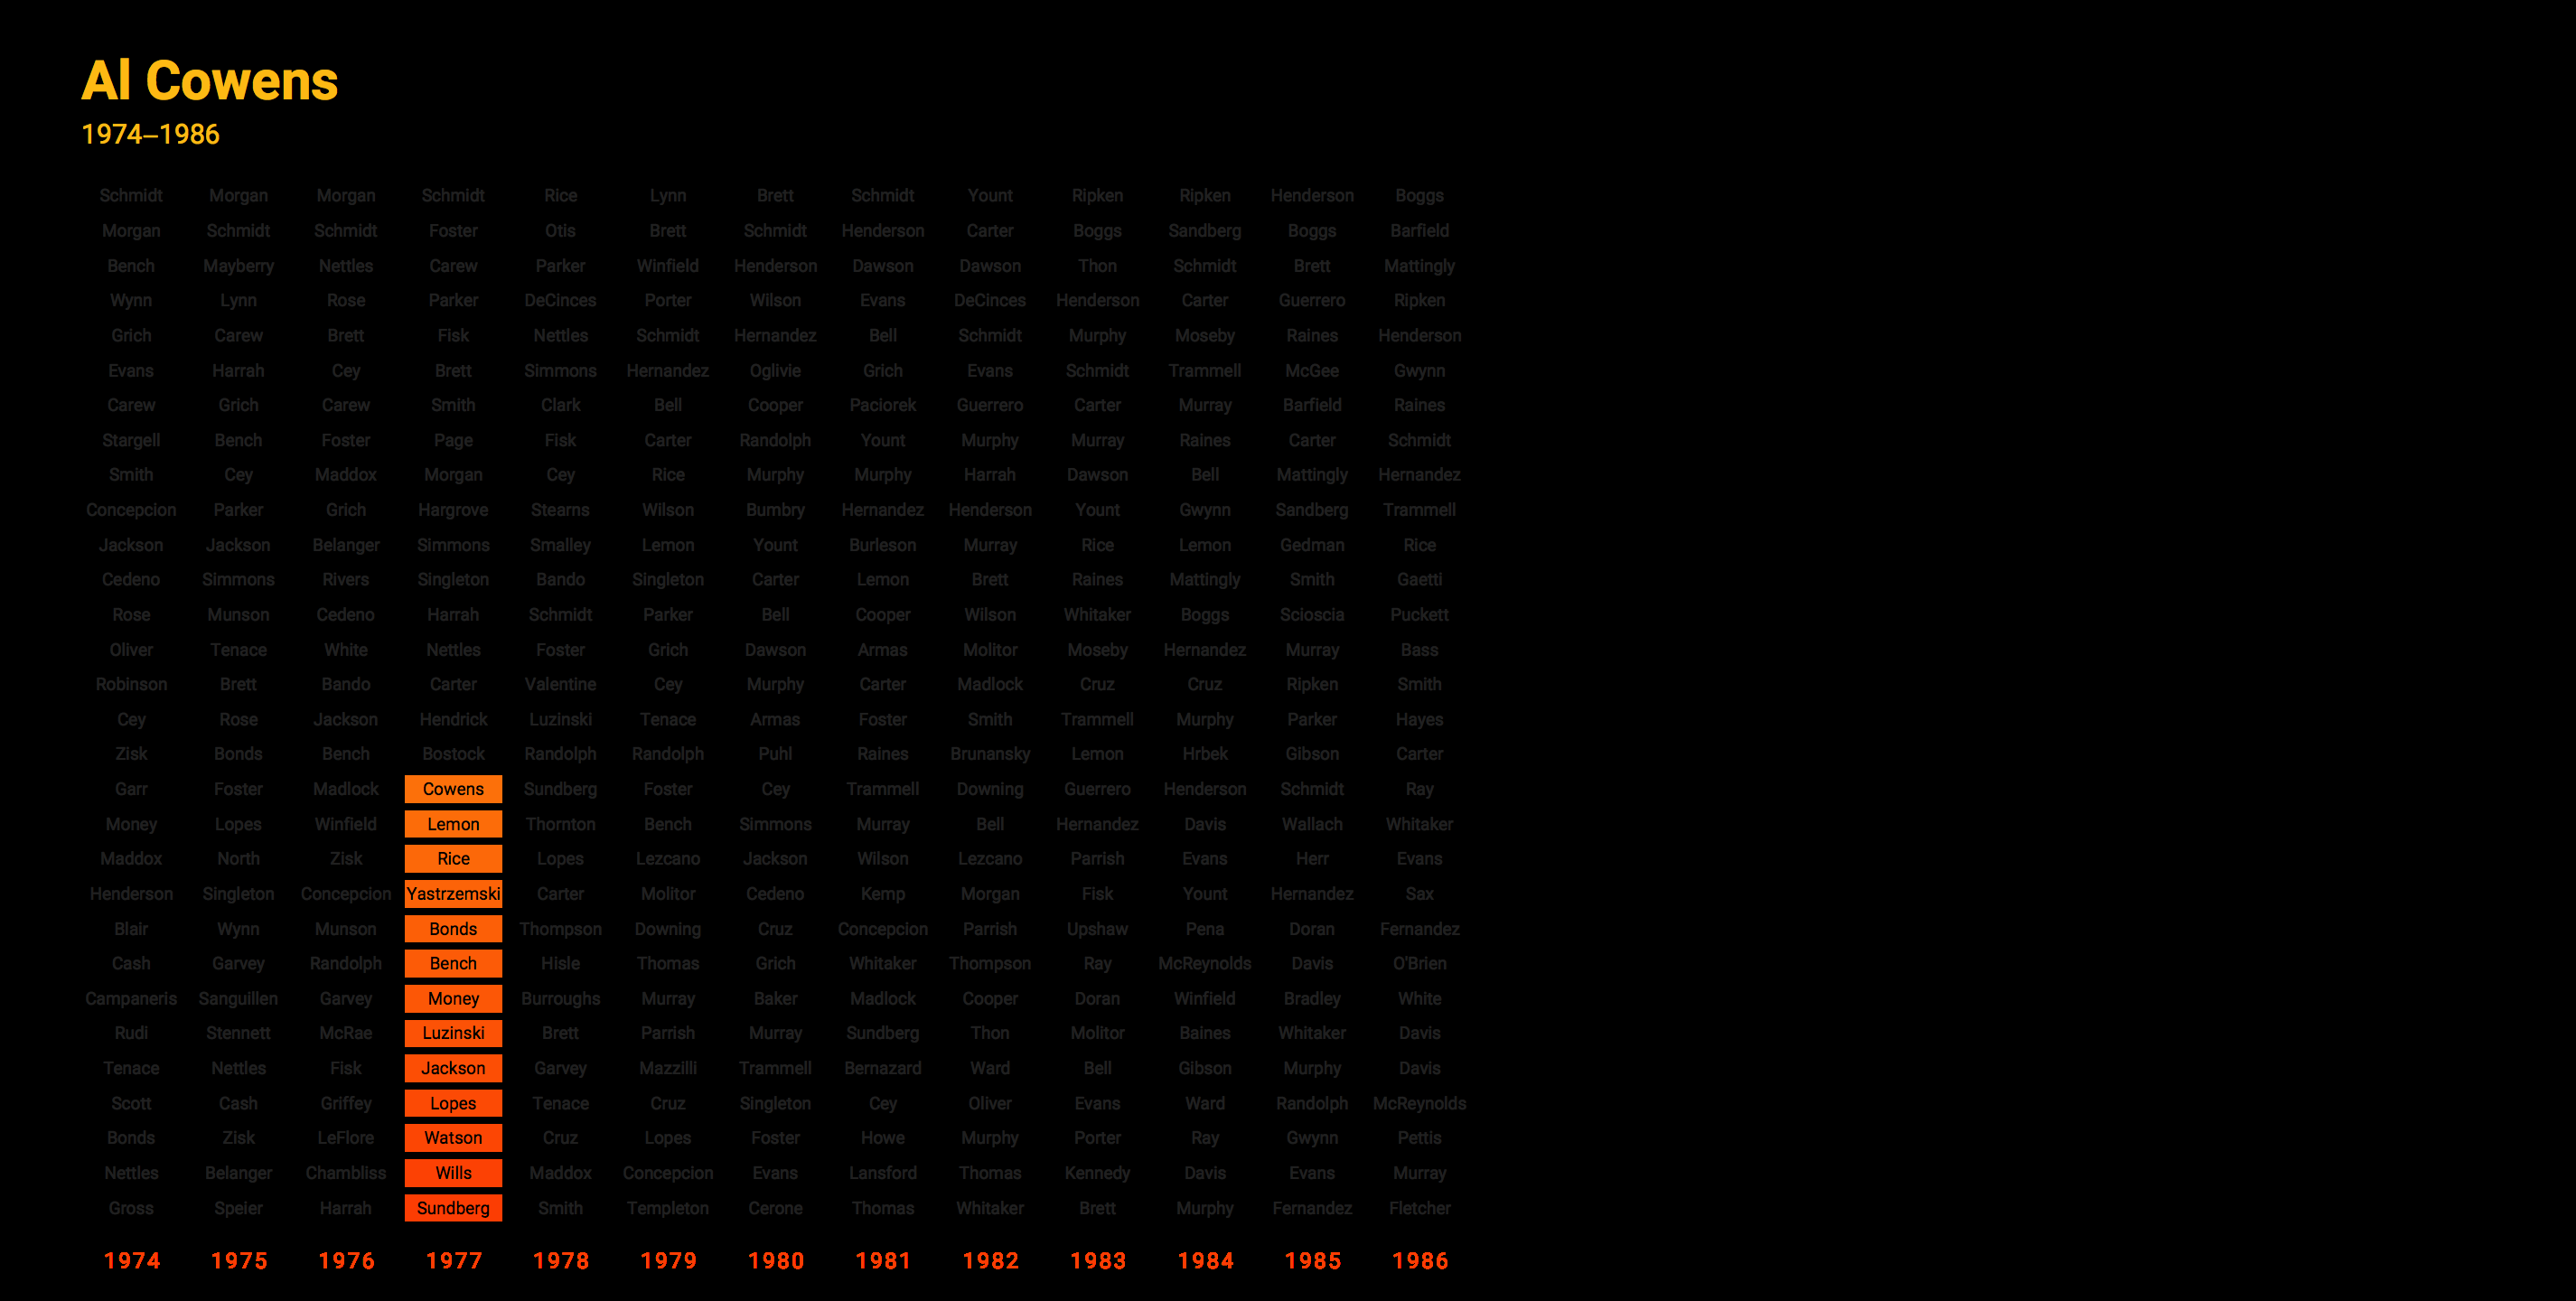 Al Cowens
1974–1986
Schmidt Morgan Morgan Schmidt Rice Lynn Brett Schmidt Yount Ripken Ripken Henderson Boggs
Morgan Schmidt Schmidt Foster Otis Brett Schmidt Henderson Carter Boggs Sandberg Boggs Barfield
Bench Mayberry Nettles Carew Parker Winfield Henderson Dawson Dawson Thon Schmidt Brett Mattingly
Wynn Lynn Rose Parker DeCinces Porter Wilson Evans DeCinces Henderson Carter Guerrero Ripken
Grich Carew Brett Fisk Nettles Schmidt Hernandez Bell Schmidt Murphy Moseby Raines Henderson
Evans Harrah Cey Brett Simmons Hernandez Oglivie Grich Evans Schmidt Trammell McGee Gwynn
Carew Grich Carew Smith Clark Bell Cooper Paciorek Guerrero Carter Murray Barfield Raines
Stargell Bench Foster Page Fisk Carter Randolph Yount Murphy Murray Raines Carter Schmidt
Smith Cey Maddox Morgan Cey Rice Murphy Murphy Harrah Dawson Bell Mattingly Hernandez
Concepcion Parker Grich Hargrove Stearns Wilson Bumbry Hernandez Henderson Yount Gwynn Sandberg Trammell
Jackson Jackson Belanger Simmons Smalley Lemon Yount Burleson Murray Rice Lemon Gedman Rice
Cedeno Simmons Rivers Singleton Bando Singleton Carter Lemon Brett Raines Mattingly Smith Gaetti
Rose Munson Cedeno Harrah Schmidt Parker Bell Cooper Wilson Whitaker Boggs Scioscia Puckett
Oliver Tenace White Nettles Foster Grich Dawson Armas Molitor Moseby Hernandez Murray Bass
Robinson Brett Bando Carter Valentine Cey Murphy Carter Madlock Cruz Cruz Ripken Smith
Cey Rose Jackson Hendrick Luzinski Tenace Armas Foster Smith Trammell Murphy Parker Hayes
Zisk Bonds Bench Bostock Randolph Randolph Puhl Raines Brunansky Lemon Hrbek Gibson Carter
Garr Foster Madlock Cowens Sundberg Foster Cey Trammell Downing Guerrero Henderson Schmidt Ray
Money Lopes Winfield Lemon Thornton Bench Simmons Murray Bell Hernandez Davis Wallach Whitaker
Maddox North Zisk Rice Lopes Lezcano Jackson Wilson Lezcano Parrish Evans Herr Evans
Henderson Singleton Concepcion Yastrzemski Carter Molitor Cedeno Kemp Morgan Fisk Yount Hernandez Sax
Blair Wynn Munson Bonds Thompson Downing Cruz Concepcion Parrish Upshaw Pena Doran Fernandez
Cash Garvey Randolph Bench Hisle Thomas Grich Whitaker Thompson Ray McReynolds Davis O'Brien
Campaneris Sanguillen Garvey Money Burroughs Murray Baker Madlock Cooper Doran Winfield Bradley White
Rudi Stennett McRae Luzinski Brett Parrish Murray Sundberg Thon Molitor Baines Whitaker Davis
Tenace Nettles Fisk Jackson Garvey Mazzilli Trammell Bernazard Ward Bell Gibson Murphy Davis
Scott Cash Griffey Lopes Tenace Cruz Singleton Cey Oliver Evans Ward Randolph McReynolds
Bonds Zisk LeFlore Watson Cruz Lopes Foster Howe Murphy Porter Ray Gwynn Pettis
Nettles Belanger Chambliss Wills Maddox Concepcion Evans Lansford Thomas Kennedy Davis Evans Murray
Gross Speier Harrah Sundberg Smith Templeton Cerone Thomas Whitaker Brett Murphy Fernandez Fletcher
1974 1975 1976 1977 1978 1979 1980 1981 1982 1983 1984 1985 1986